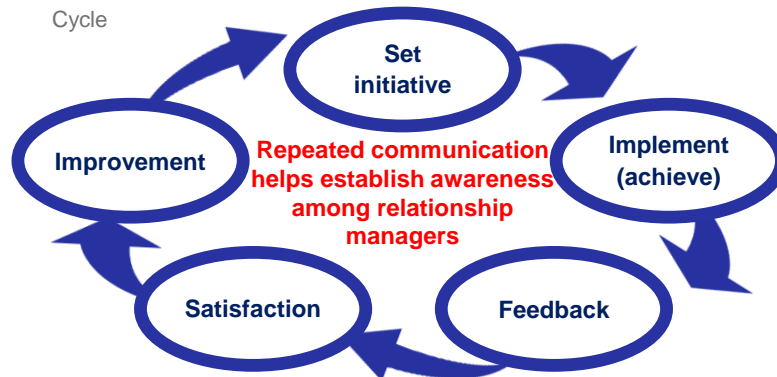 Cycle
Set
initiative
Implement
(achieve)
Improvement
Repeated communication
helps establish awareness
among relationship
managers
Satisfaction
Feedback